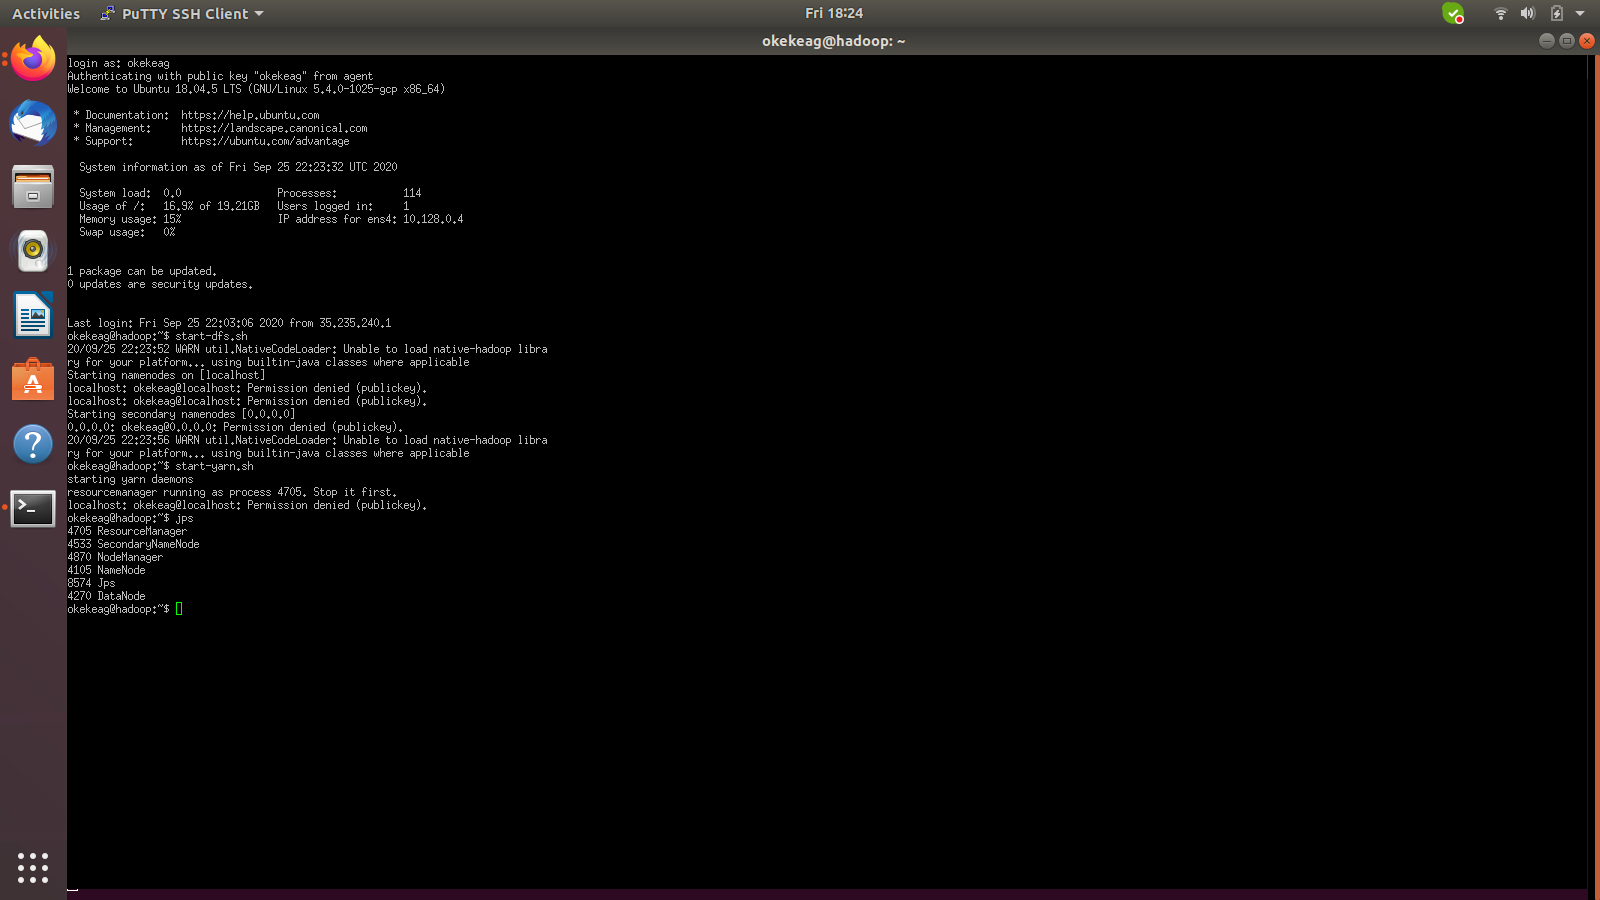 Activities
PuTTY SSH Client
Fri 18:24
okekeag@hadoop: ~
login as: okekeag
Authenticating with public key "okekeag" from agent
Welcome to Ubuntu 18.04.5 LTS (GNU/Linux 5.4.0-1025-gcp x86_64)
* Documentation: https://help.ubuntu.com
* Management: https://landscape.canonical.com
* Support: https://ubuntu.com/advantage
System information as of Fri Sep 25 22:23:32 UTC 2020
System load: 0.0 Processes: 114
Usage of /: 16.9% of 19.21GB Users logged in: 1
Memory usage: 15% IP address for ens4: 10.128.0.4
Swap usage: 0%
1 package can be updated.
0 updates are security updates.
Last login: Fri Sep 25 22:03:06 2020 from 35.235.240.1
okekeag@hadoop:~$ start-dfs.sh
20/09/25 22:23:52 WARN util.NativeCodeLoader: Unable to load native-hadoop libra
ry for your platform... using builtin-java classes where applicable
Starting namenodes on [localhost]
localhost: okekeag@localhost: Permission denied (publickey).
localhost: okekeag@localhost: Permission denied (publickey).
Starting secondary namenodes [0.0.0.0]
0.0.0.0: okekeag@0.0.0.0: Permission denied (publickey).
20/09/25 22:23:56 WARN util.NativeCodeLoader: Unable to load native-hadoop libra
ry for your platform... using builtin-java classes where applicable
okekeag@hadoop:~$ start-yarn.sh
starting yarn daemons
resourcemanager running as process 4705. Stop it first.
localhost: okekeag@localhost: Permission denied (publickey).
okekeag@hadoop:~$ jps
4705 ResourceManager
4533 SecondaryNameNode
4870 NodeManager
4105 NameNode
8574 Jps
4270 DataNode
okekeag@hadoop:~$